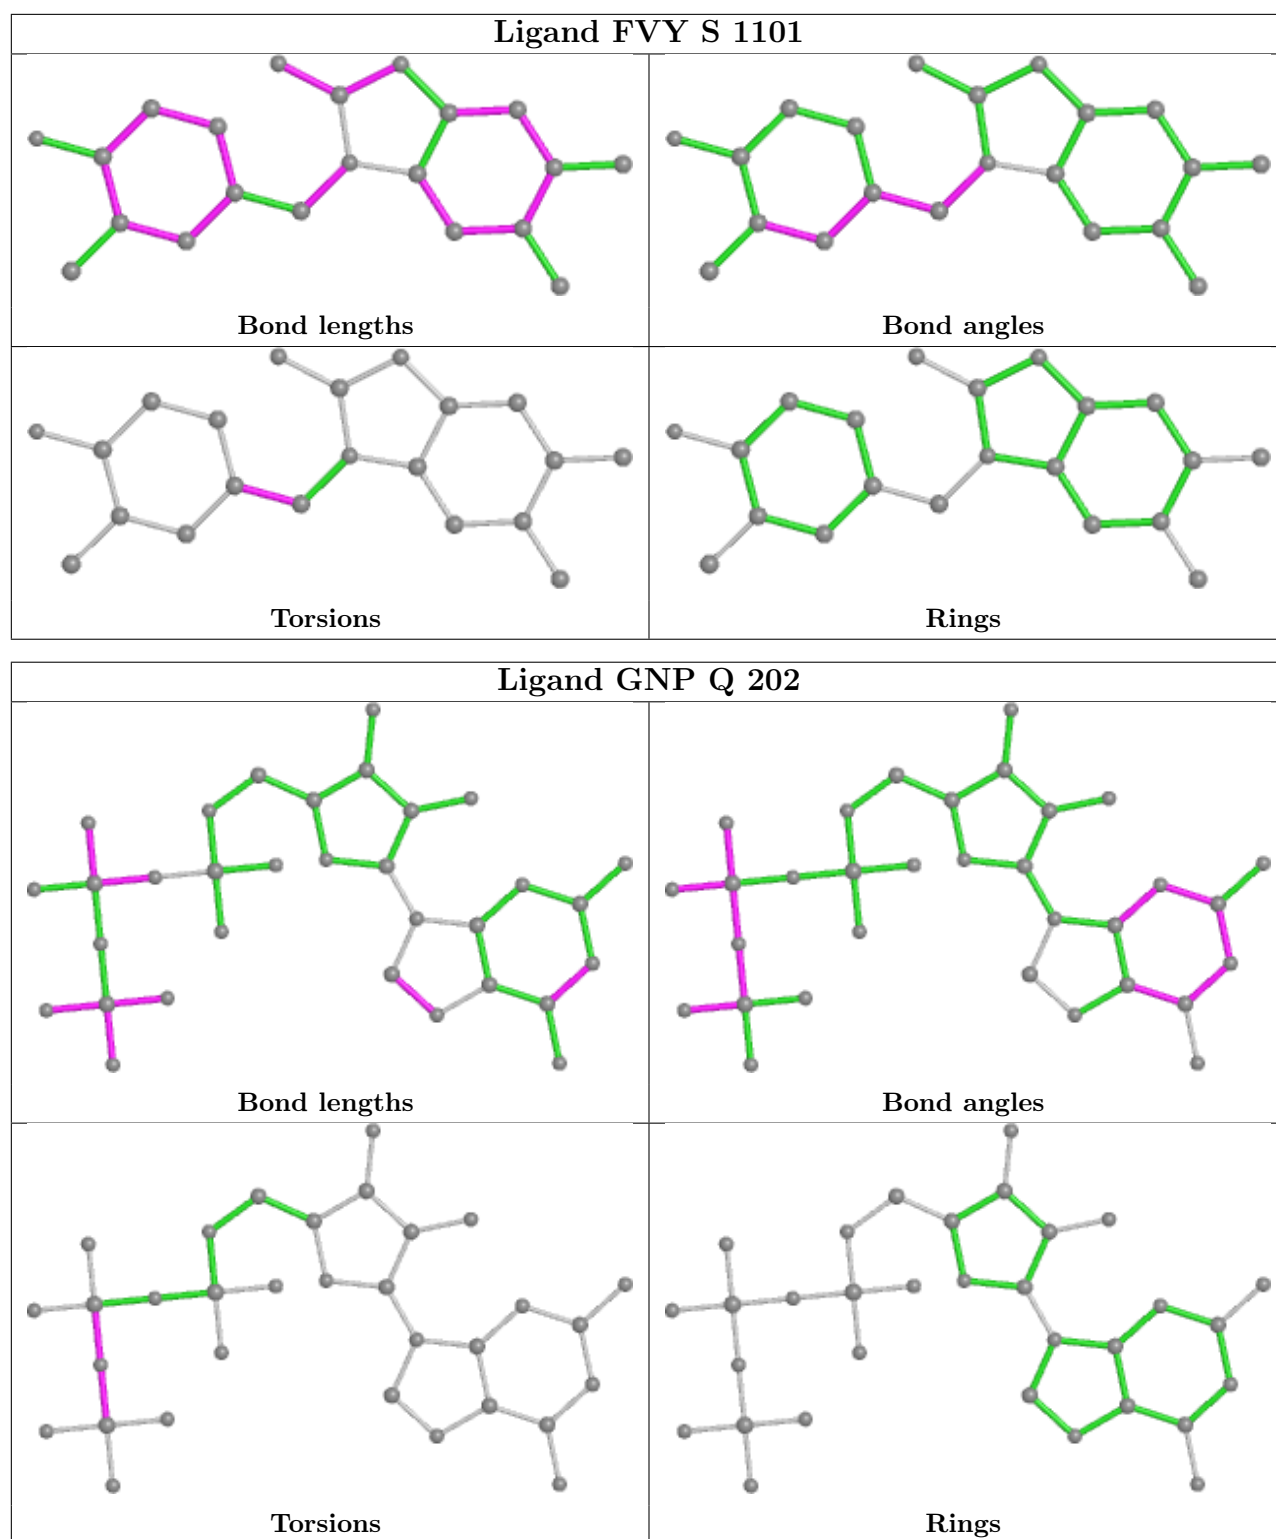 Ligand FVY S 1101
Bond lengths
Bond angles
Torsions
Rings
Ligand GNP Q 202
Bond lengths
Bond angles
Torsions
Rings